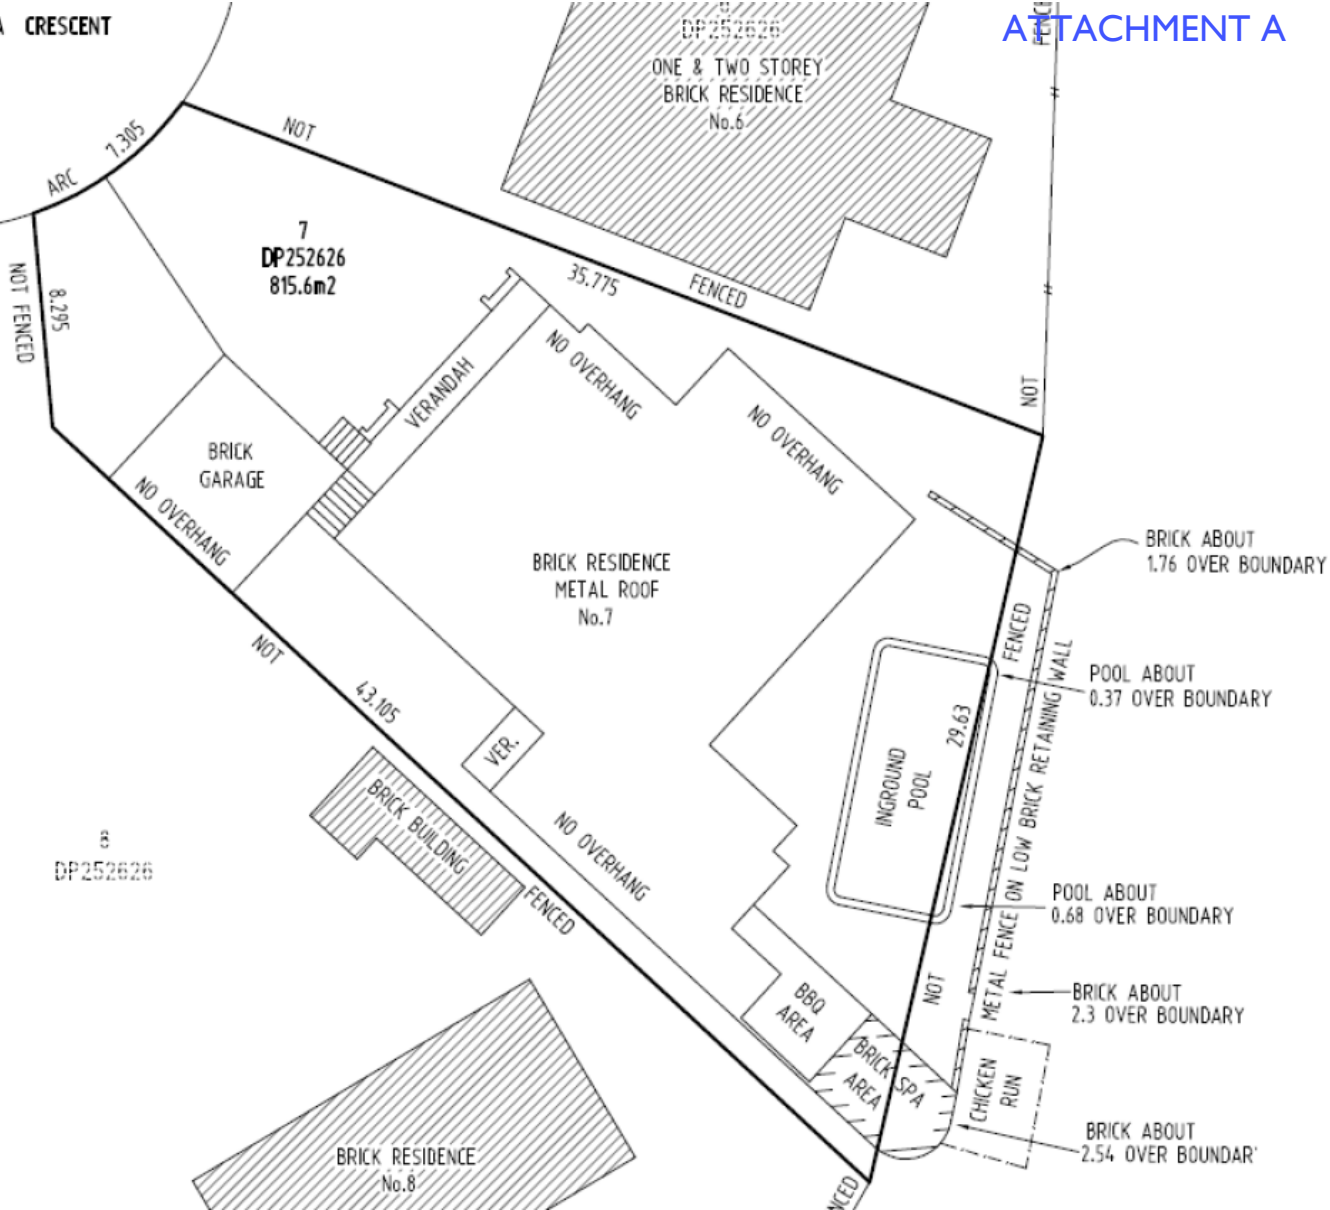 A CRESCENT
ATTACHMENT A
FENCE
DP252626
ONE & TWO STOREY
BRICK RESIDENCE
No.6
ARC 7.305
NOT
7
DP252626
815.6m2
35.775
FENCED
NOT FENCED
8.295
VERANDAH
NO OVERHANG
NO OVERHANG
NOT
BRICK
GARAGE
NO OVERHANG
BRICK RESIDENCE
METAL ROOF
No.7
BRICK ABOUT
1.76 OVER BOUNDARY
FENCED
NOT
43.105
POOL ABOUT
0.37 OVER BOUNDARY
29.63
INGROUND
POOL
METAL FENCE ON LOW BRICK RETAINING WALL
VER.
BRICK BUILDING
NO OVERHANG
FENCED
8
DP252626
POOL ABOUT
0.68 OVER BOUNDARY
NOT
BRICK ABOUT
2.3 OVER BOUNDARY
BBQ
AREA
BRICK SPA
AREA
CHICKEN
RUN
BRICK ABOUT
2.54 OVER BOUNDAR
BRICK RESIDENCE
No.8
NCED